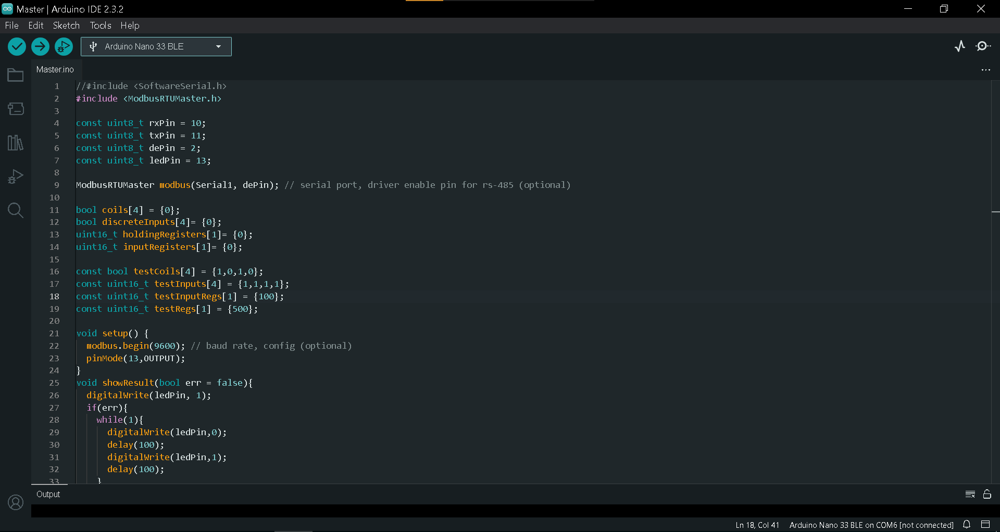 Master | Arduino IDE 2.3.2
File Edit Sketch Tools Help
Arduino Nano 33 BLE
Master.ino
1 //#include <SoftwareSerial.h>
2 #include <ModbusRTUMaster.h>
3
4 const uint8_t rxPin = 10;
5 const uint8_t txPin = 11;
6 const uint8_t dePin = 2;
7 const uint8_t ledPin = 13;
8
9 ModbusRTUMaster modbus(Serial1, dePin); // serial port, driver enable pin for rs-485 (optional)
10
11 bool coils[4] = {0};
12 bool discreteInputs[4]= {0};
13 uint16_t holdingRegisters[1]= {0};
14 uint16_t inputRegisters[1]= {0};
15
16 const bool testCoils[4] = {1,0,1,0};
17 const uint16_t testInputs[4] = {1,1,1,1};
18 const uint16_t testInputRegs[1] = {100};
19 const uint16_t testRegs[1] = {500};
20
21 void setup() {
22 modbus.begin(9600); // baud rate, config (optional)
23 pinMode(13,OUTPUT);
24 }
25 void showResult(bool err = false){
26 digitalWrite(ledPin, 1);
27 if(err){
28 while(1){
29 digitalWrite(ledPin,0);
30 delay(100);
31 digitalWrite(ledPin,1);
32 delay(100);
33 }
Output
Ln 18, Col 41 Arduino Nano 33 BLE on COM6 [not connected]